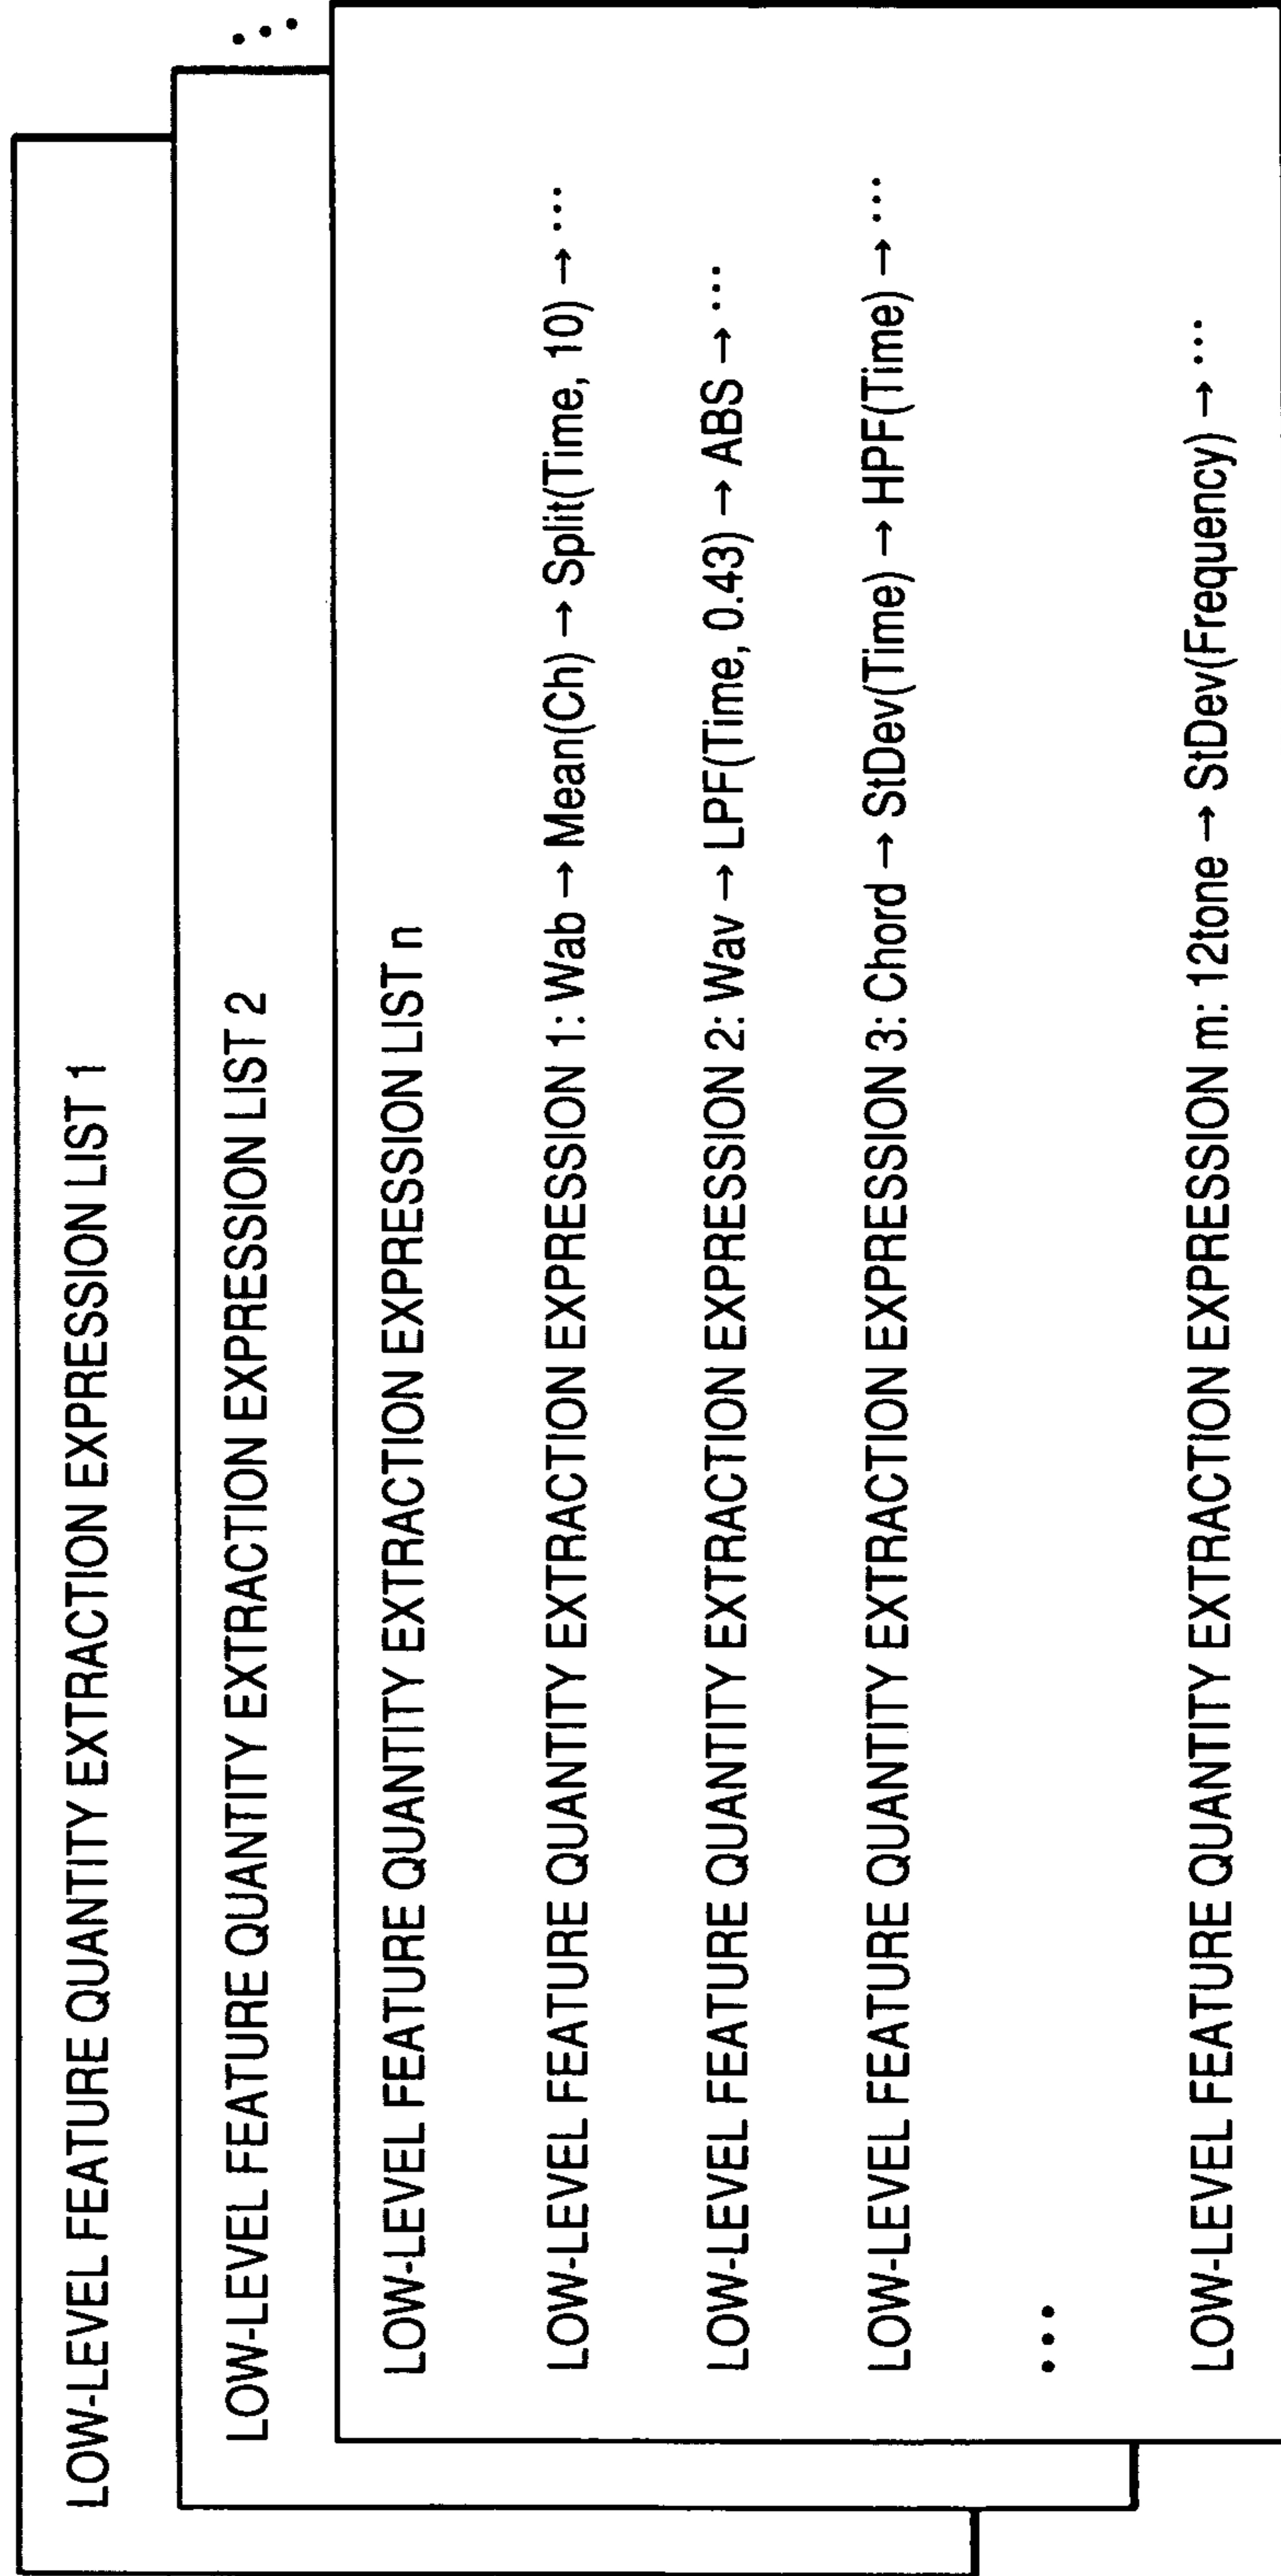 LOW-LEVEL FEATURE QUANTITY EXTRACTION EXPRESSION LIST 1
LOW-LEVEL FEATURE QUANTITY EXTRACTION EXPRESSION LIST 2
...
LOW-LEVEL FEATURE QUANTITY EXTRACTION EXPRESSION LIST n
LOW-LEVEL FEATURE QUANTITY EXTRACTION EXPRESSION 1: Wab → Mean(Ch) → Split(Time, 10) → ...
LOW-LEVEL FEATURE QUANTITY EXTRACTION EXPRESSION 2: Wav → LPF(Time, 0.43) → ABS → ...
LOW-LEVEL FEATURE QUANTITY EXTRACTION EXPRESSION 3: Chord → StDev(Time) → HPF(Time) → ...
...
LOW-LEVEL FEATURE QUANTITY EXTRACTION EXPRESSION m: 12tone → StDev(Frequency) → ...